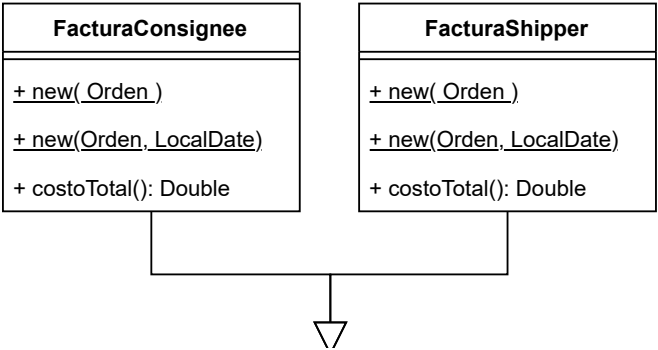 FacturaConsignee
+ new( Orden )
+ new(Orden, LocalDate)
+ costoTotal(): Double
FacturaShipper
+ new( Orden )
+ new(Orden, LocalDate)
+ costoTotal(): Double